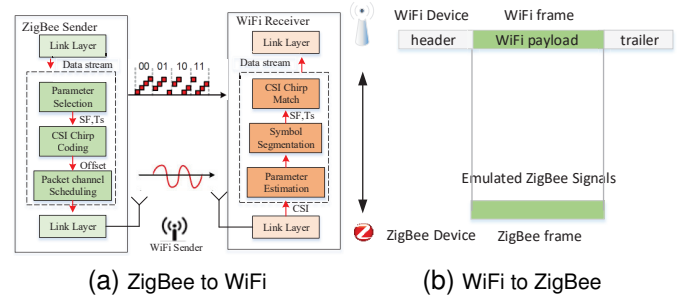 ZigBee Sender
Link Layer
Data stream
Parameter
Selection
SF,Ts
CSI Chirp
Coding
Offset
Packet channel
Scheduling
Link Layer
00 01 10 11
WiFi Sender
WiFi Receiver
Link Layer
Data stream
CSI Chirp
Match
SF,Ts
Symbol
Segmentation
Parameter
Estimation
CSI
Link Layer
(a) ZigBee to WiFi
WiFi Device WiFi frame
header WiFi payload trailer
Emulated ZigBee Signals
ZigBee Device ZigBee frame
(b) WiFi to ZigBee